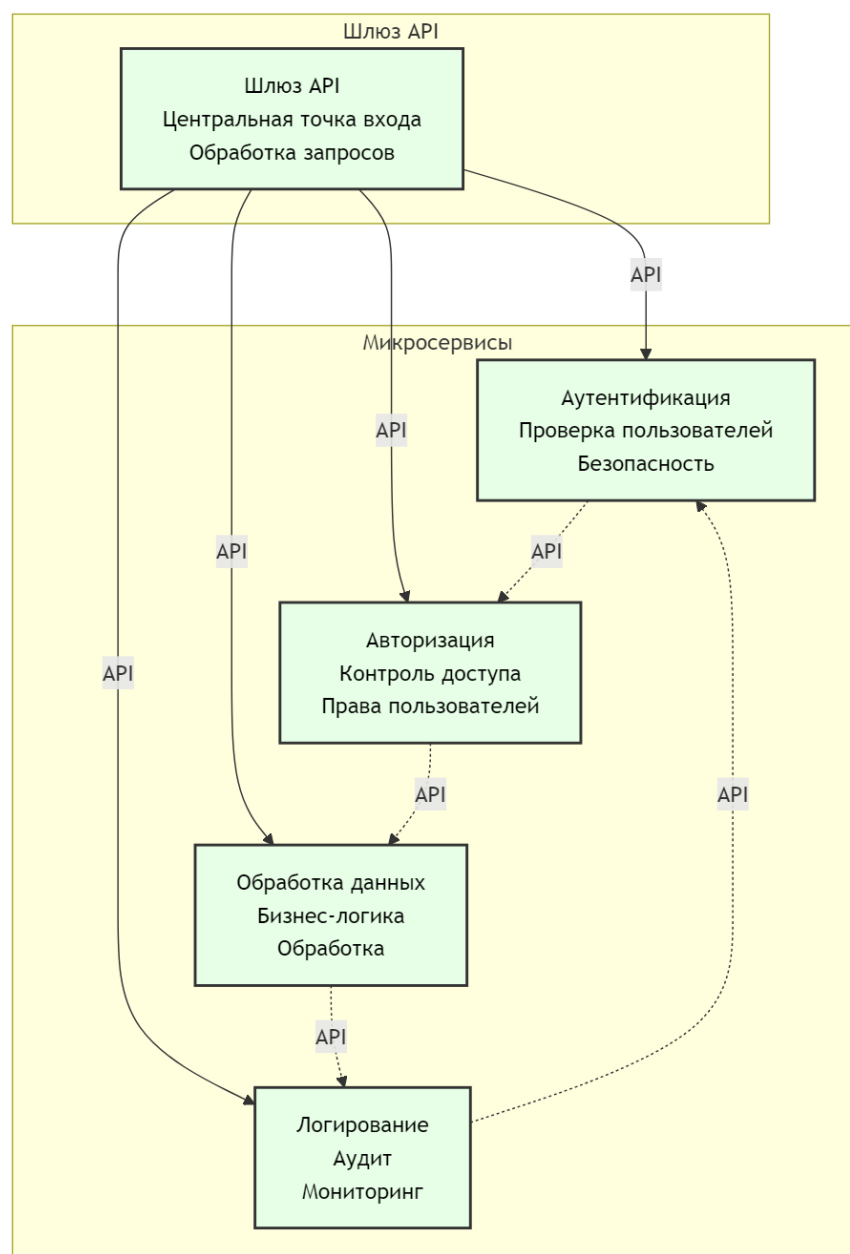 Шлюз API
Шлюз API
Центральная точка входа
Обработка запросов
API
Микросервисы
Аутентификация
Проверка пользователей
Безопасность
API
API
API
Авторизация
Контроль доступа
Права пользователей
API
API
API
Обработка данных
Бизнес-логика
Обработка
API
Логирование
Аудит
Мониторинг